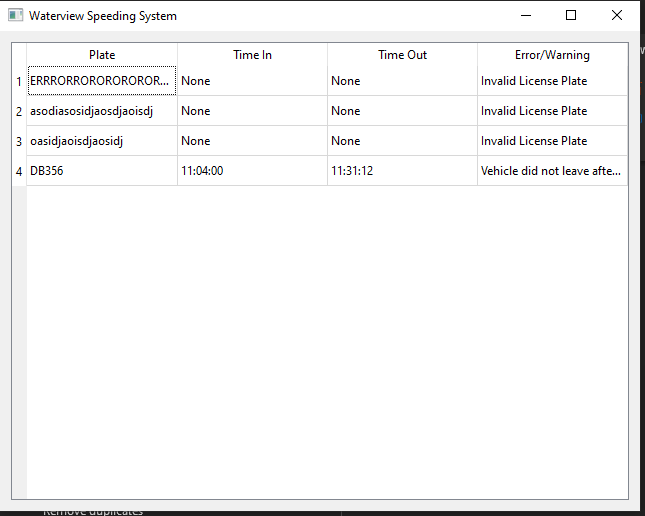 Waterview Speeding System
Plate Time In Time Out Error/Warning
1 ERRRORROROROROROR... None None Invalid License Plate
2 asodiasosidjaosdjaoisdj None None Invalid License Plate
3 oasidjaoisdjaosidj None None Invalid License Plate
4 DB356 11:04:00 11:31:12 Vehicle did not leave afte...
Remove duplicates